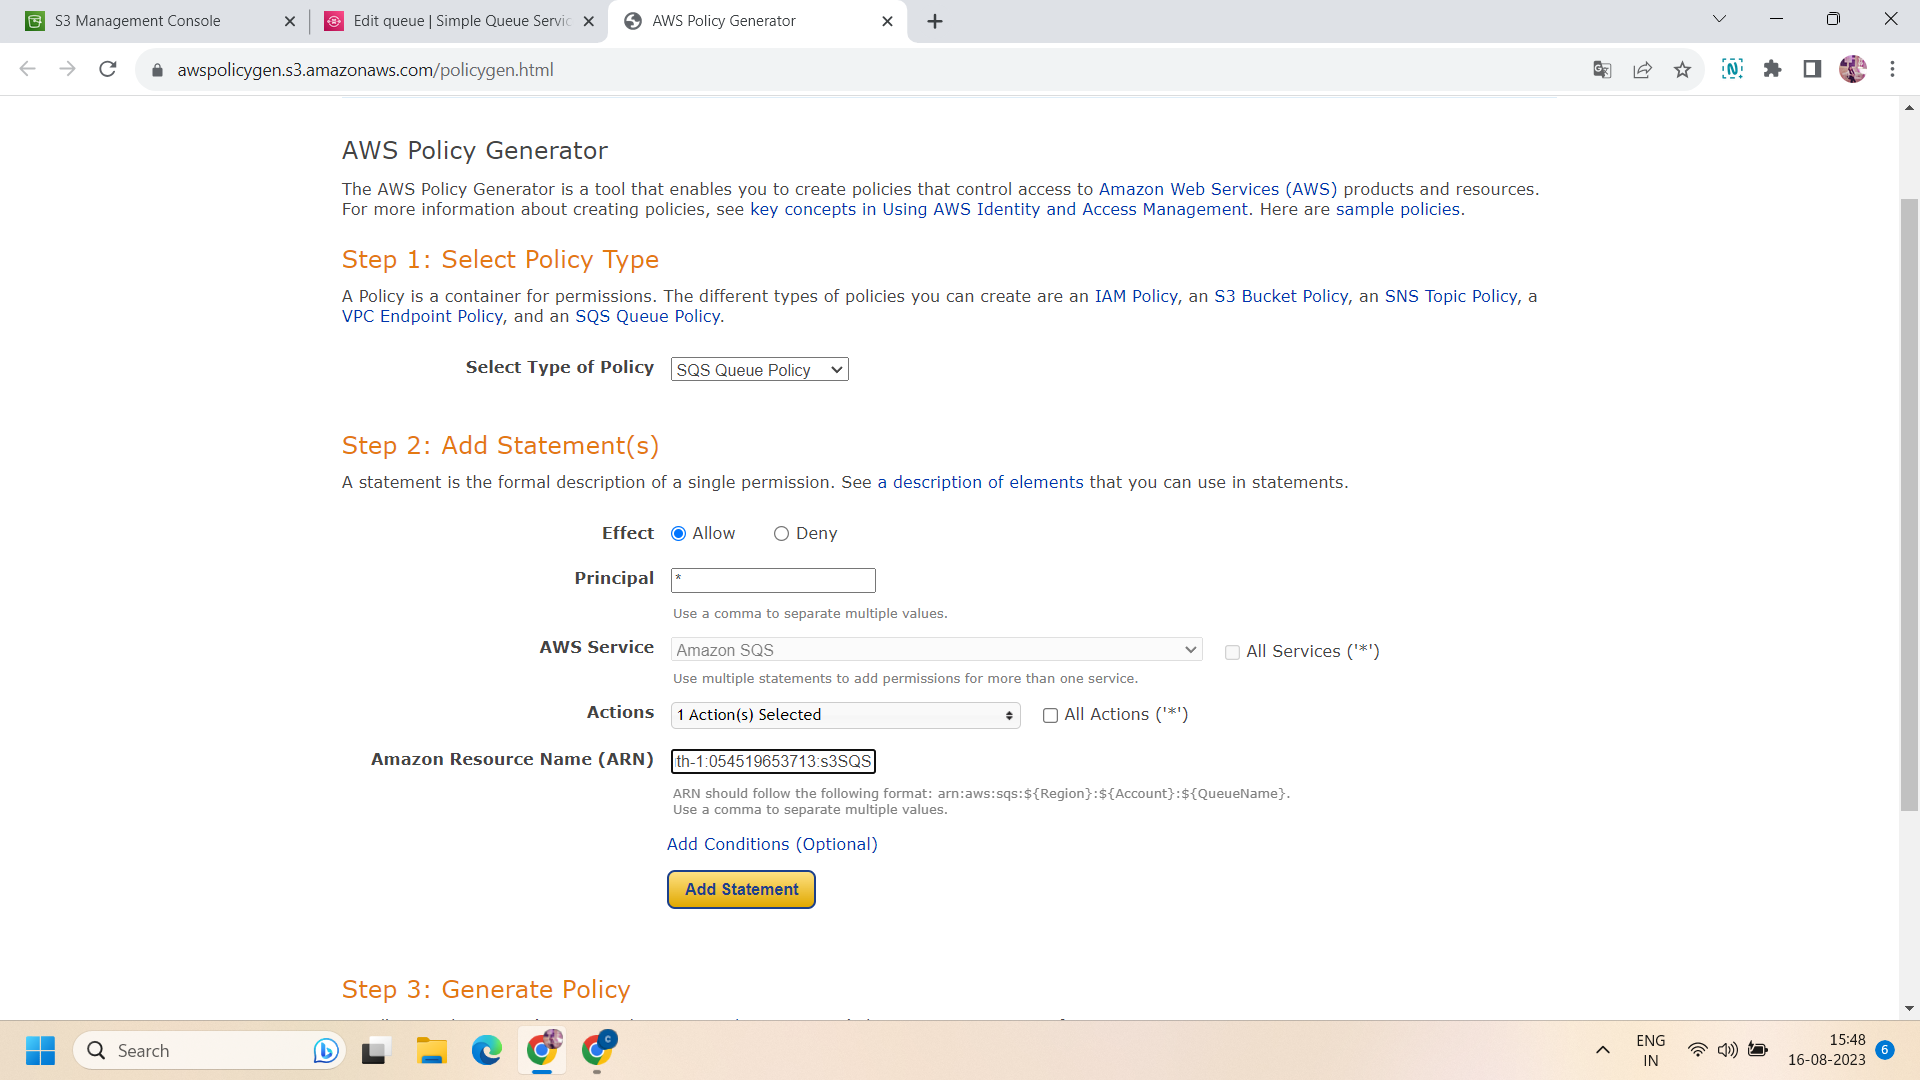 S3 Management Console
Edit queue | Simple Queue Servic
AWS Policy Generator
awspolicygen.s3.amazonaws.com/policygen.html
AWS Policy Generator
The AWS Policy Generator is a tool that enables you to create policies that control access to Amazon Web Services (AWS) products and resources.
For more information about creating policies, see key concepts in Using AWS Identity and Access Management. Here are sample policies.
Step 1: Select Policy Type
A Policy is a container for permissions. The different types of policies you can create are an IAM Policy, an S3 Bucket Policy, an SNS Topic Policy, a
VPC Endpoint Policy, and an SQS Queue Policy.
Select Type of Policy SQS Queue Policy
Step 2: Add Statement(s)
A statement is the formal description of a single permission. See a description of elements that you can use in statements.
Effect Allow Deny
Principal *
Use a comma to separate multiple values.
AWS Service Amazon SQS All Services ('*')
Use multiple statements to add permissions for more than one service.
Actions 1 Action(s) Selected All Actions ('*')
Amazon Resource Name (ARN) th-1:054519653713:s3SQS
ARN should follow the following format: arn:aws:sqs:${Region}:${Account}:${QueueName}.
Use a comma to separate multiple values.
Add Conditions (Optional)
Add Statement
Step 3: Generate Policy
Search
ENG
IN
15:48
16-08-2023
6